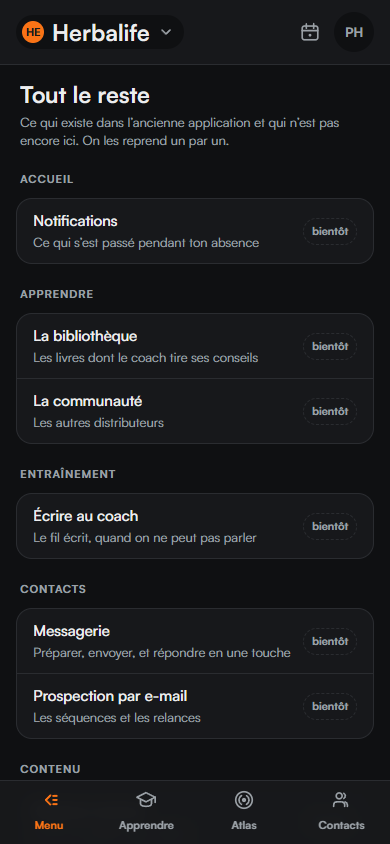 HE Herbalife
PH
Tout le reste
Ce qui existe dans l'ancienne application et qui n'est pas
encore ici. On les reprend un par un.
ACCUEIL
Notifications
Ce qui s'est passé pendant ton absence
bientôt
APPRENDRE
La bibliothèque
Les livres dont le coach tire ses conseils
bientôt
La communauté
Les autres distributeurs
bientôt
ENTRAÎNEMENT
Écrire au coach
Le fil écrit, quand on ne peut pas parler
bientôt
CONTACTS
Messagerie
Préparer, envoyer, et répondre en une touche
bientôt
Prospection par e-mail
Les séquences et les relances
bientôt
CONTENU
Menu
Apprendre
Atlas
Contacts